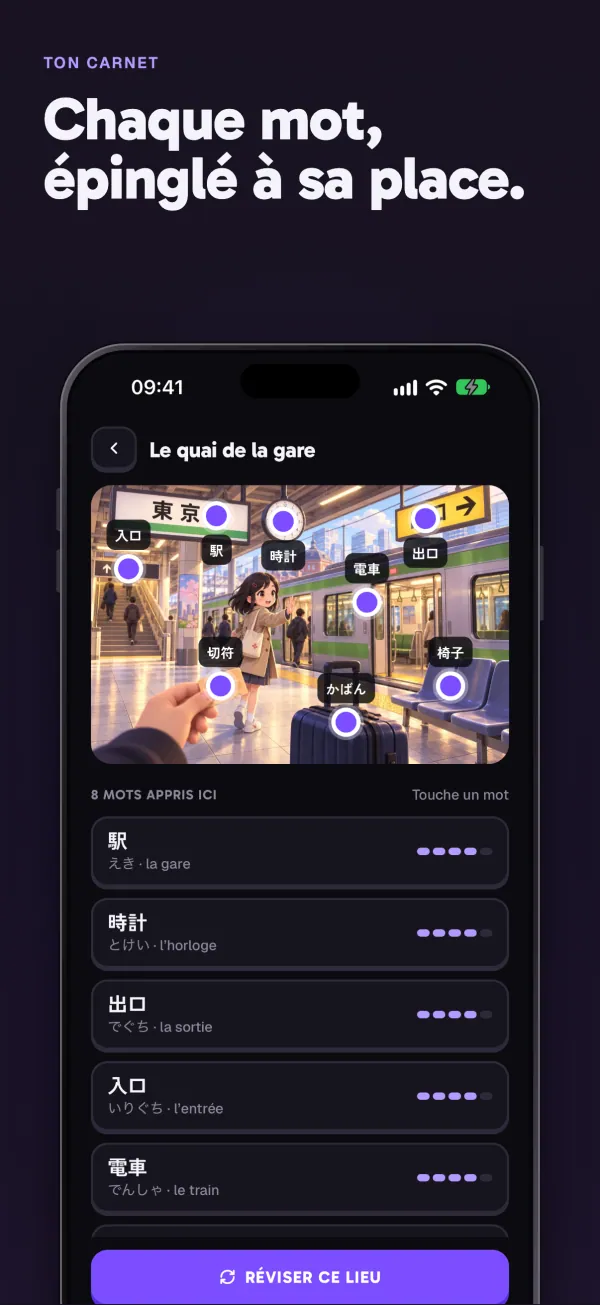 TON CARNET
Chaque mot,
épinglé à sa place.
09:41
Le quai de la gare
東京
口
入口
駅
時計
出口
電車
切符
椅子
かばん
8 MOTS APPRIS ICI
Touche un mot
駅
えき · la gare
時計
とけい · l'horloge
出口
でぐち · la sortie
入口
いりぐち · l'entrée
電車
でんしゃ · le train
RÉVISER CE LIEU